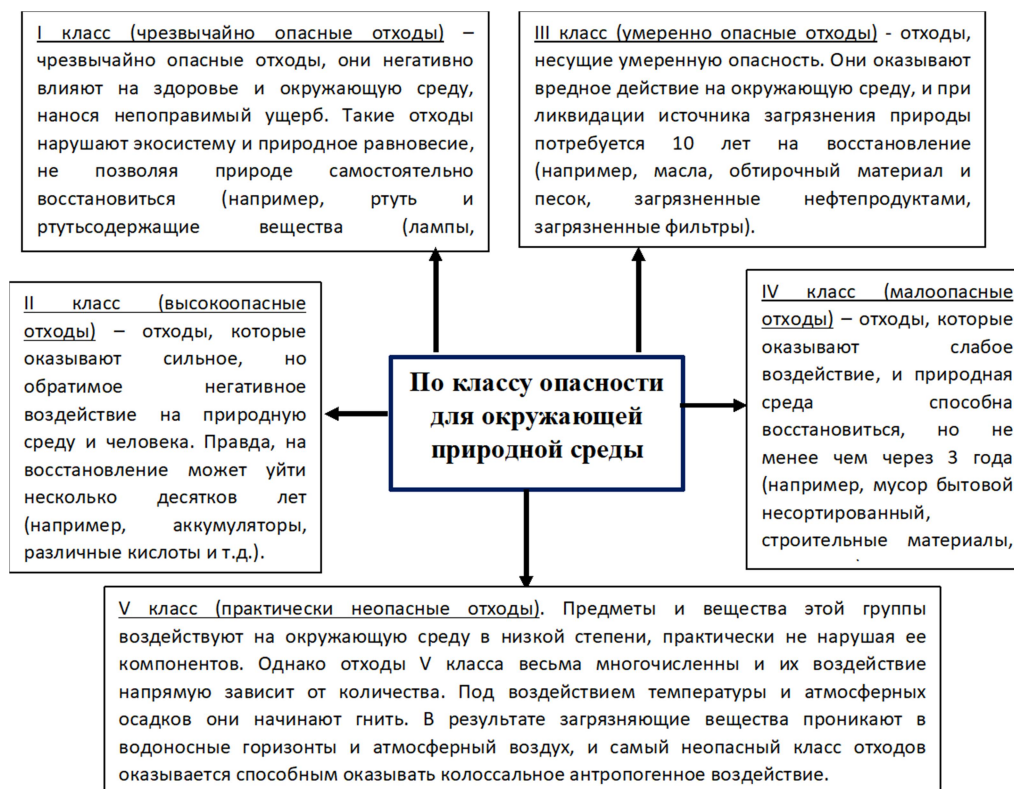 I класс (чрезвычайно опасные отходы) –
чрезвычайно опасные отходы, они негативно
влияют на здоровье и окружающую среду,
нанося непоправимый ущерб. Такие отходы
нарушают экосистему и природное равновесие,
не позволяя природе самостоятельно
восстановиться (например, ртуть и
ртутьсодержащие вещества (лампы,
III класс (умеренно опасные отходы) - отходы,
несущие умеренную опасность. Они оказывают
вредное действие на окружающую среду, и при
ликвидации источника загрязнения природы
потребуется 10 лет на восстановление
(например, масла, обтирочный материал и
песок, загрязненные нефтепродуктами,
загрязненные фильтры).
II класс (высокоопасные
отходы) – отходы, которые
оказывают сильное, но
обратимое негативное
воздействие на природную
среду и человека. Правда, на
восстановление может уйти
несколько десятков лет
(например, аккумуляторы,
различные кислоты и т.д.).
По классу опасности
для окружающей
природной среды
IV класс (малоопасные
отходы) – отходы, которые
оказывают слабое
воздействие, и природная
среда способна
восстановиться, но не
менее чем через 3 года
(например, мусор бытовой
несортированный,
строительные материалы,
V класс (практически неопасные отходы). Предметы и вещества этой группы
воздействуют на окружающую среду в низкой степени, практически не нарушая ее
компонентов. Однако отходы V класса весьма многочисленны и их воздействие
напрямую зависит от количества. Под воздействием температуры и атмосферных
осадков они начинают гнить. В результате загрязняющие вещества проникают в
водоносные горизонты и атмосферный воздух, и самый неопасный класс отходов
оказывается способным оказывать колоссальное антропогенное воздействие.